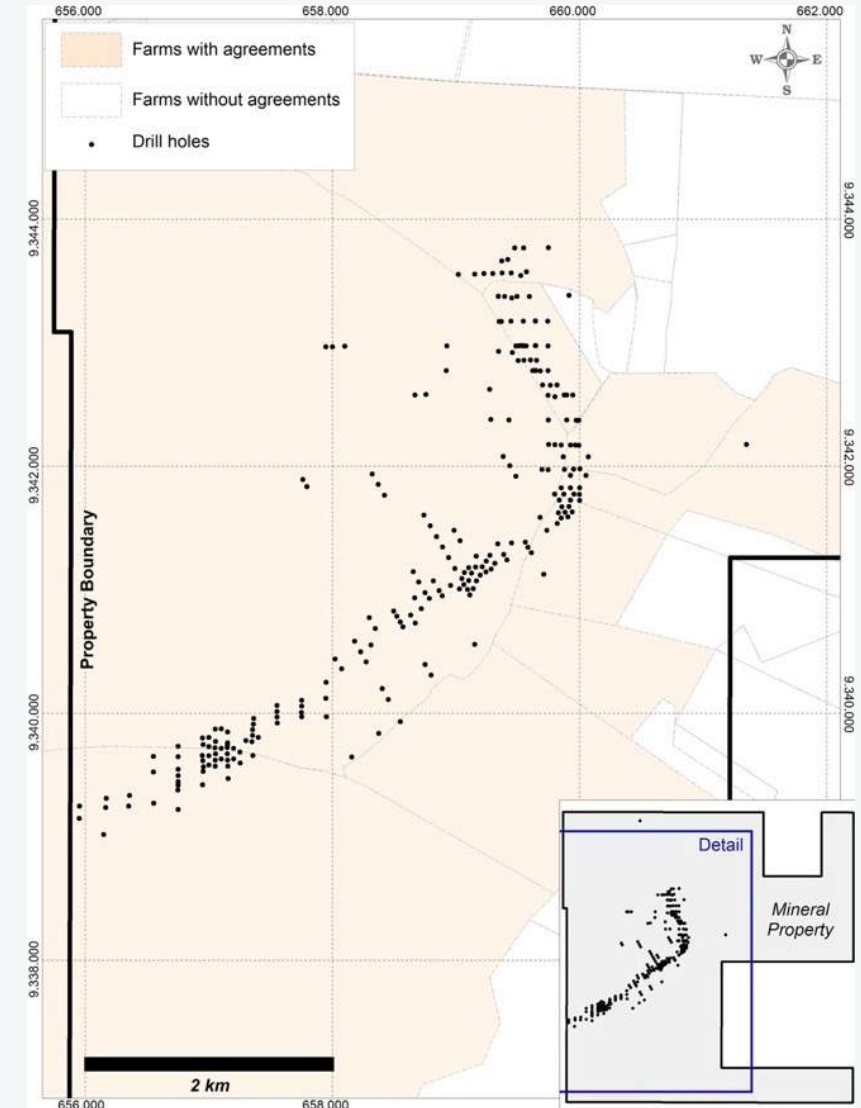 656.000 658.000 660.000 662.000
Farms with agreements
Farms without agreements
Drill holes
N
W E
S
9.344.000 9.344.000
9.342.000 9.342.000
Property Boundary
9.340.000 9.340.000
9.338.000
Detail
Mineral
Property
2 km
656.000 658.000